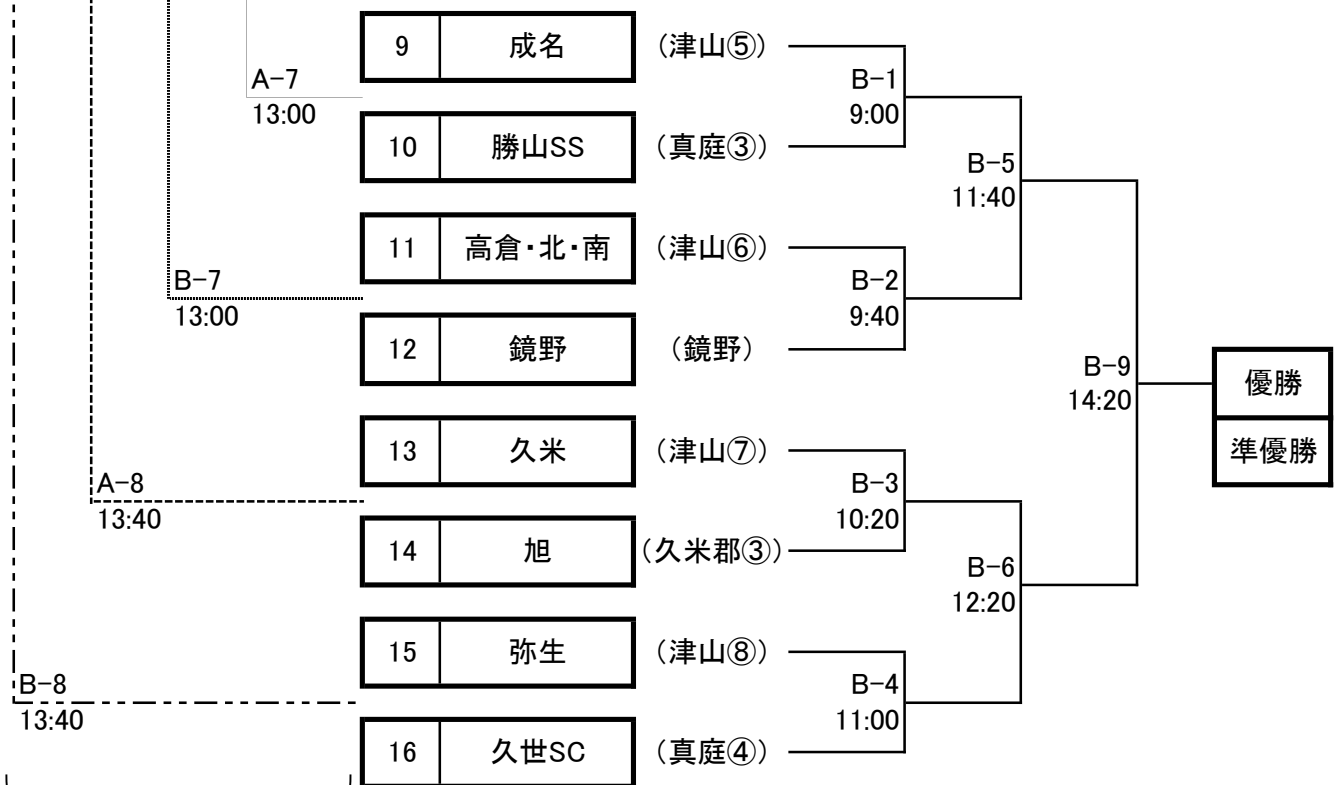 9 成名 (津山⑤)
A-7
13:00
B-1
9:00
10 勝山SS (真庭③)
B-5
11:40
11 高倉・北・南 (津山⑥)
B-7
13:00
B-2
9:40
12 鏡野 (鏡野)
B-9
14:20
優勝
準優勝
13 久米 (津山⑦)
A-8
13:40
B-3
10:20
14 旭 (久米郡③)
B-6
12:20
15 弥生 (津山⑧)
B-8
13:40
B-4
11:00
16 久世SC (真庭④)